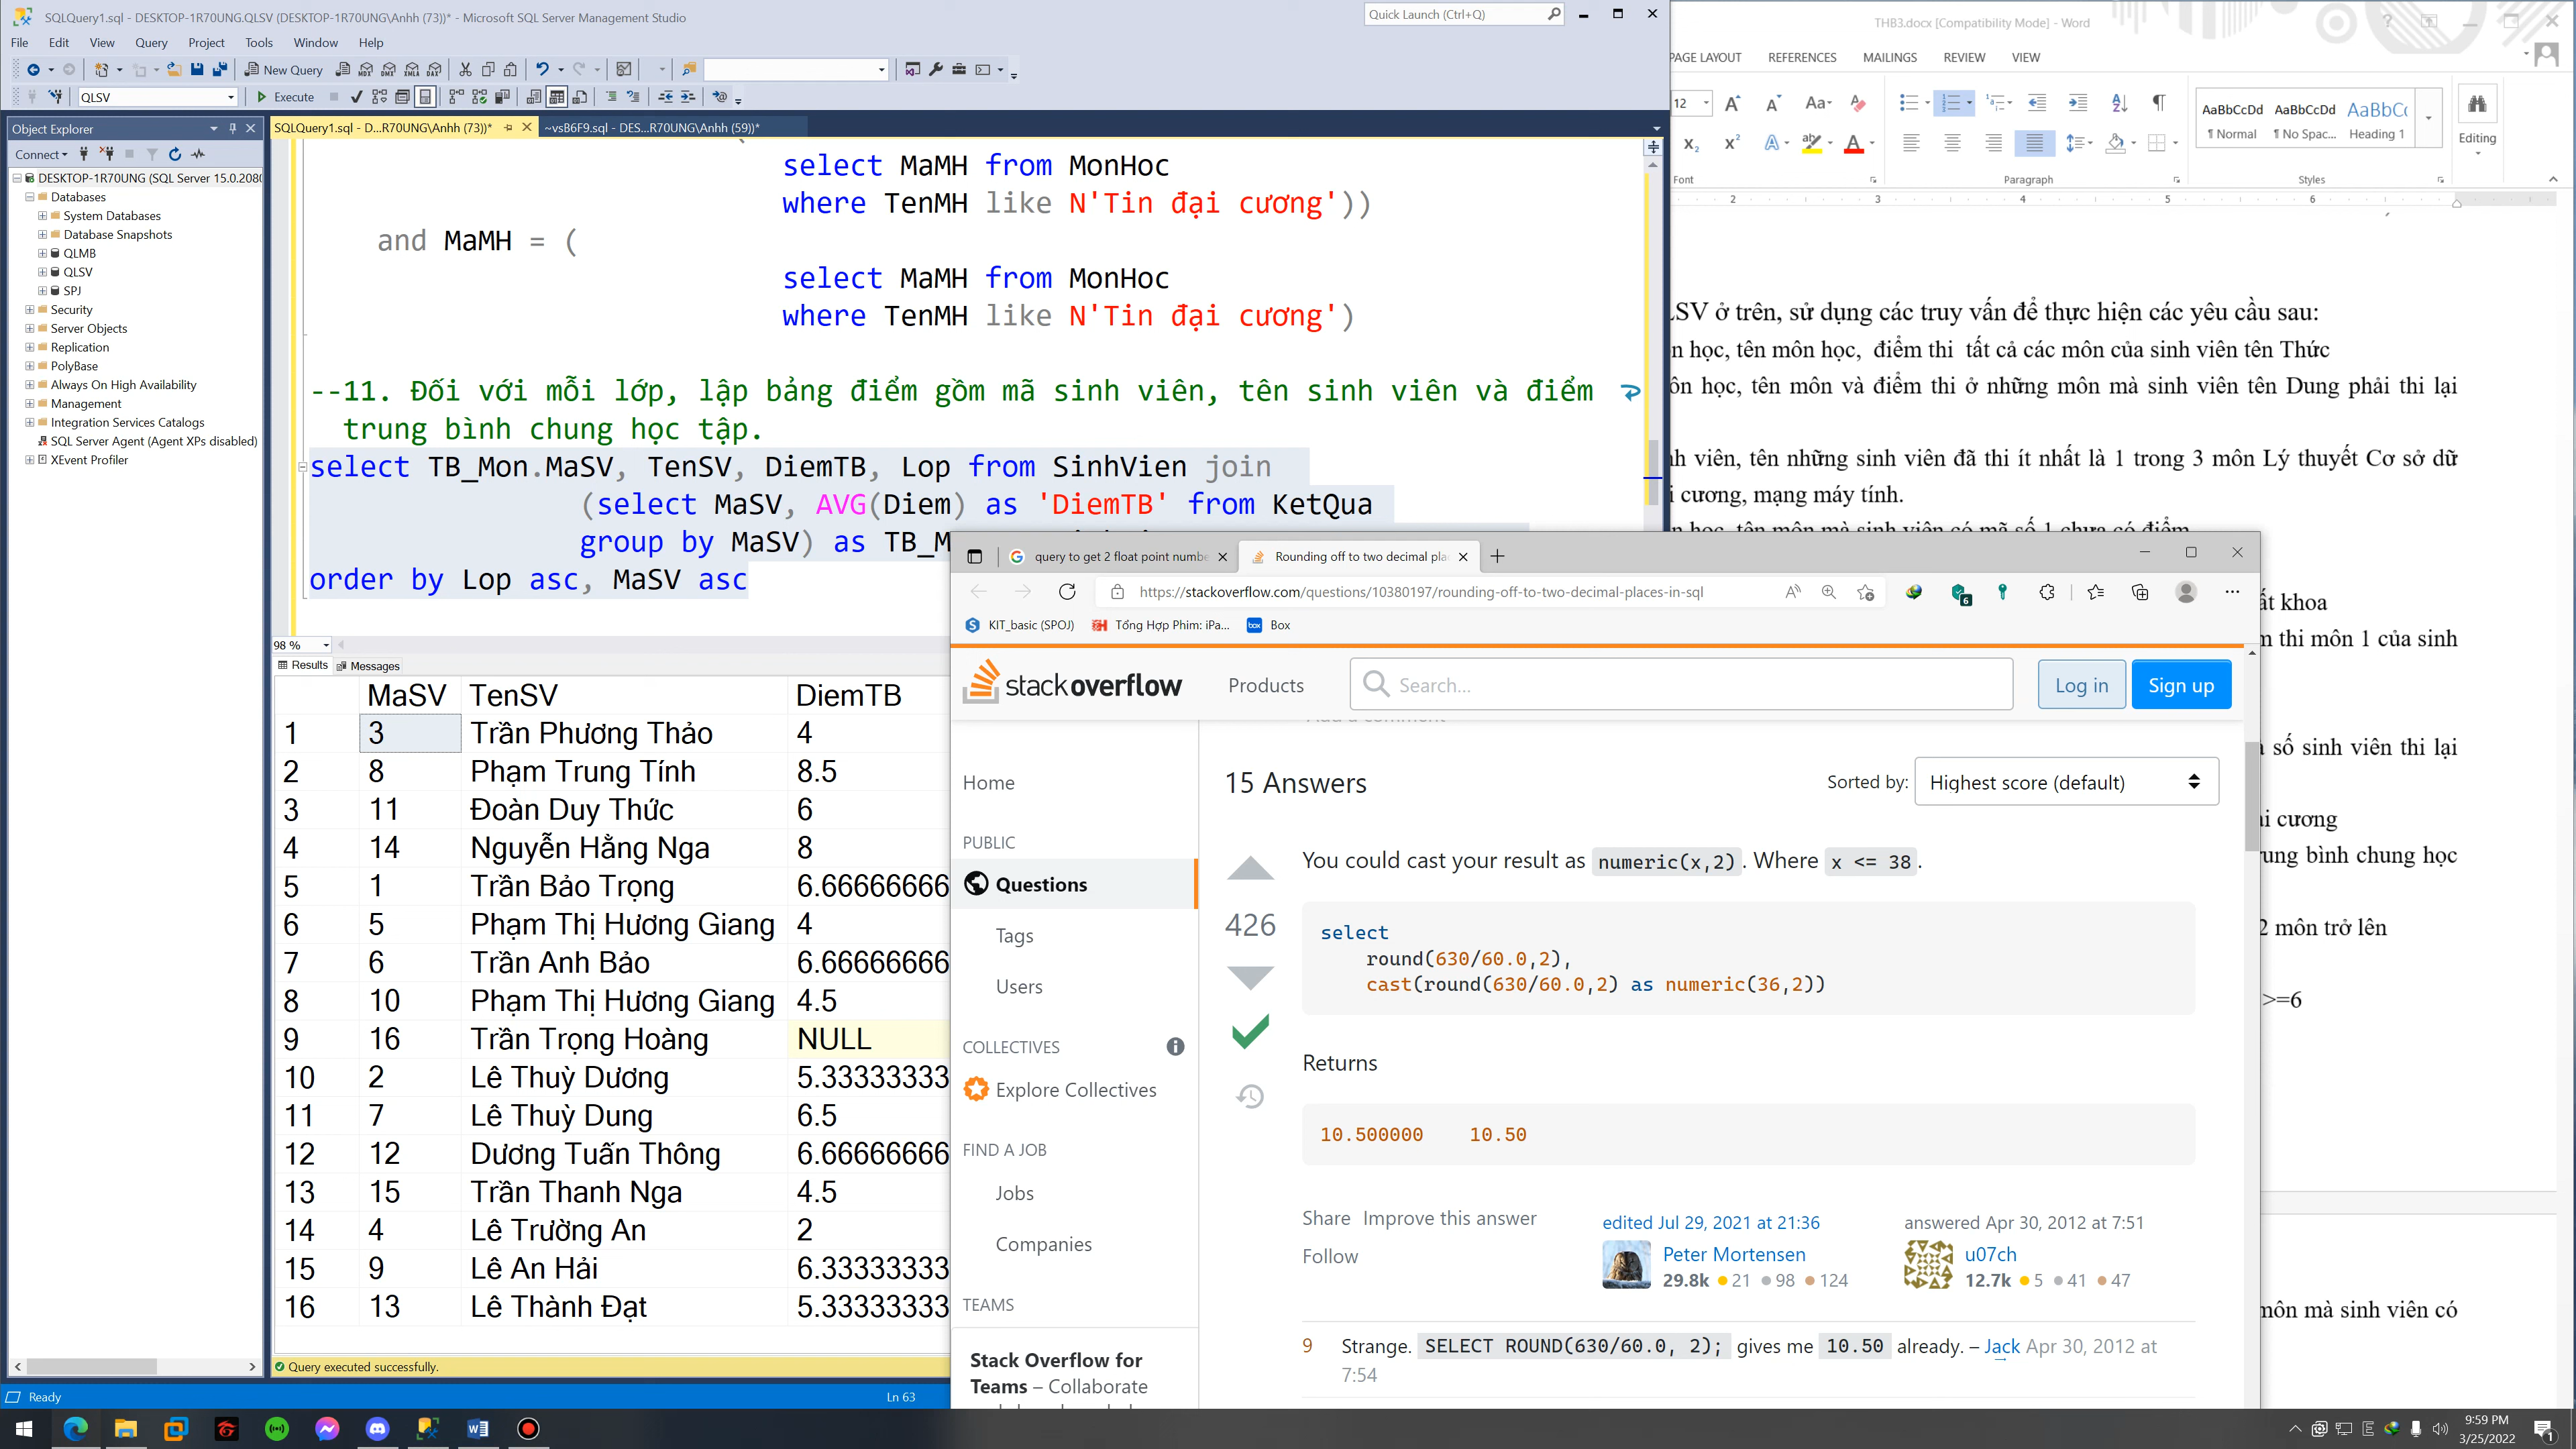 SQLQuery1.sql - DESKTOP-1R70UNG.QLSV (DESKTOP-1R70UNG\Anhh (73))* - Microsoft SQL Server Management Studio
Quick Launch (Ctrl+Q)
File Edit View Query Project Tools Window Help
New Query
QLSV
Execute
Object Explorer
Connect
DESKTOP-1R70UNG (SQL Server 15.0.2080
Databases
System Databases
Database Snapshots
QLMB
QLSV
SPJ
Security
Server Objects
Replication
PolyBase
Always On High Availability
Management
Integration Services Catalogs
SQL Server Agent (Agent XPs disabled)
XEvent Profiler
SQLQuery1.sql - D...R70UNG\Anhh (73))*
~vsB6F9.sql - DES...R70UNG\Anhh (59))*
select MaMH from MonHoc
where TenMH like N'Tin đại cương'))
and MaMH = (
select MaMH from MonHoc
where TenMH like N'Tin đại cương')
--11. Đối với mỗi lớp, lập bảng điểm gồm mã sinh viên, tên sinh viên và điểm
trung bình chung học tập.
select TB_Mon.MaSV, TenSV, DiemTB, Lop from SinhVien join
(select MaSV, AVG(Diem) as 'DiemTB' from KetQua
group by MaSV) as TB_M
order by Lop asc, MaSV asc
98 %
Results Messages
MaSV TenSV DiemTB
1 3 Trần Phương Thảo 4
2 8 Phạm Trung Tính 8.5
3 11 Đoàn Duy Thức 6
4 14 Nguyễn Hằng Nga 8
5 1 Trần Bảo Trọng 6.66666666
6 5 Phạm Thị Hương Giang 4
7 6 Trần Anh Bảo 6.66666666
8 10 Phạm Thị Hương Giang 4.5
9 16 Trần Trọng Hoàng NULL
10 2 Lê Thuỳ Dương 5.33333333
11 7 Lê Thuỳ Dung 6.5
12 12 Dương Tuấn Thông 6.66666666
13 15 Trần Thanh Nga 4.5
14 4 Lê Trường An 2
15 9 Lê An Hải 6.33333333
16 13 Lê Thành Đạt 5.33333333
Query executed successfully.
Ready
Ln 63
THB3.docx [Compatibility Mode] - Word
PAGE LAYOUT REFERENCES MAILINGS REVIEW VIEW
12
AaBbCcDd AaBbCcDd AaBbC
¶ Normal ¶ No Spac... Heading 1
Editing
Font Paragraph Styles
2 3 4 5 6
LSV ở trên, sử dụng các truy vấn để thực hiện các yêu cầu sau:
n học, tên môn học, điểm thi tất cả các môn của sinh viên tên Thức
ôn học, tên môn và điểm thi ở những môn mà sinh viên tên Dung phải thi lại
nh viên, tên những sinh viên đã thi ít nhất là 1 trong 3 môn Lý thuyết Cơ sở dữ
i cương, mạng máy tính.
n học, tên môn mà sinh viên có mã số 1 chưa có điểm
ất khoa
m thi môn 1 của sinh
số sinh viên thi lại
i cương
rung bình chung học
2 môn trở lên
>=6
môn mà sinh viên có
query to get 2 float point numbe
Rounding off to two decimal pla
https://stackoverflow.com/questions/10380197/rounding-off-to-two-decimal-places-in-sql
6
KIT_basic (SPOJ)
Tổng Hợp Phim: iPa...
box Box
stackoverflow
Products
Search...
Log in
Sign up
Add a comment
Home
PUBLIC
Questions
Tags
Users
COLLECTIVES
Explore Collectives
FIND A JOB
Jobs
Companies
TEAMS
Stack Overflow for
Teams – Collaborate
15 Answers
Sorted by: Highest score (default)
426
You could cast your result as numeric(x,2). Where x <= 38.
select
round(630/60.0,2),
cast(round(630/60.0,2) as numeric(36,2))
Returns
10.500000 10.50
Share Improve this answer
Follow
edited Jul 29, 2021 at 21:36
Peter Mortensen
29.8k 21 98 124
answered Apr 30, 2012 at 7:51
u07ch
12.7k 5 41 47
9 Strange. SELECT ROUND(630/60.0, 2); gives me 10.50 already. – Jack Apr 30, 2012 at
7:54
9:59 PM
3/25/2022
1